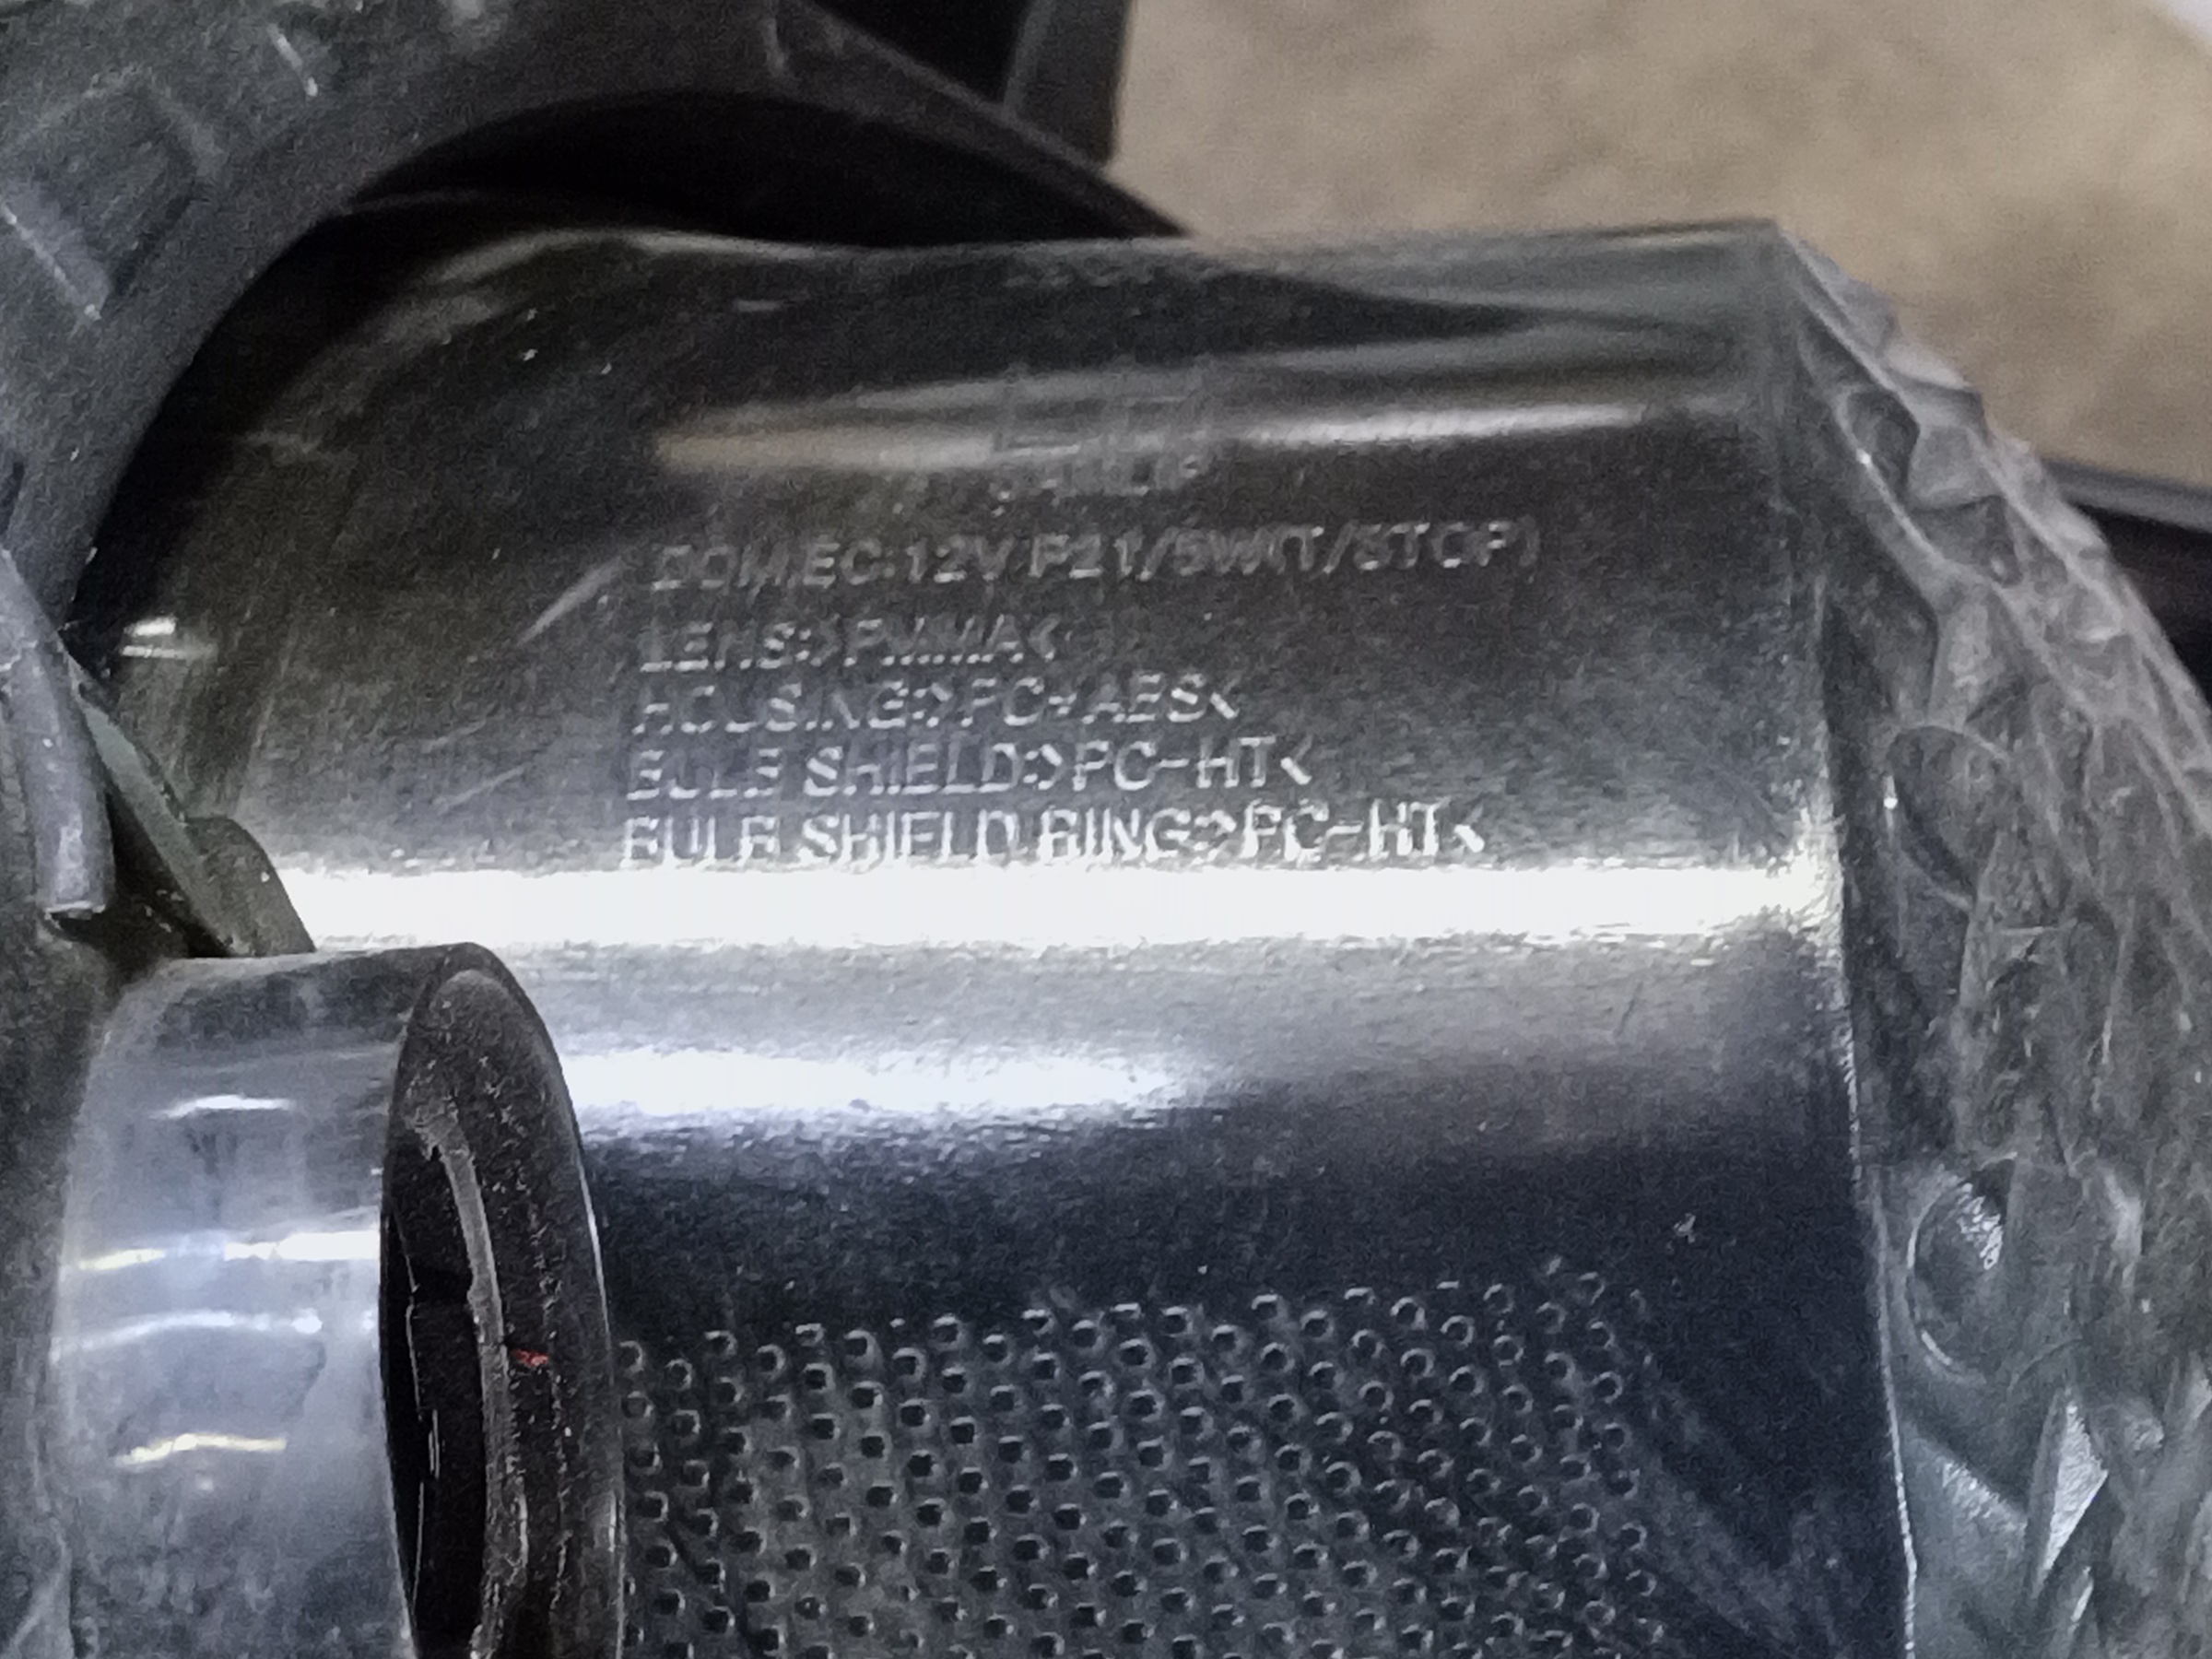 DOM,EC:12V P21/5W(T/STOP)
LENS:>PMMA<
HOUSING:>PC+ABS<
BULB SHIELD:>PC-HT<
BULB SHIELD RING:>PC-HT<